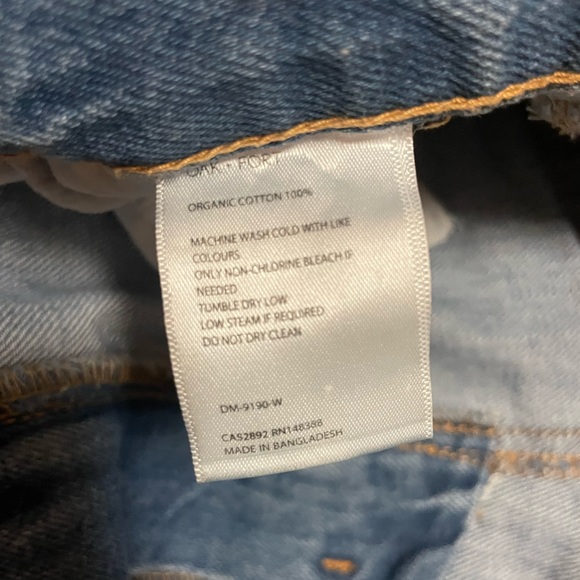 OAK + FORT
ORGANIC COTTON 100%
MACHINE WASH COLD WITH LIKE
COLOURS
ONLY NON-CHLORINE BLEACH IF
NEEDED
TUMBLE DRY LOW
LOW STEAM IF REQUIRED
DO NOT DRY CLEAN
DM-9190-W
CAS2892 RN148388
MADE IN BANGLADESH